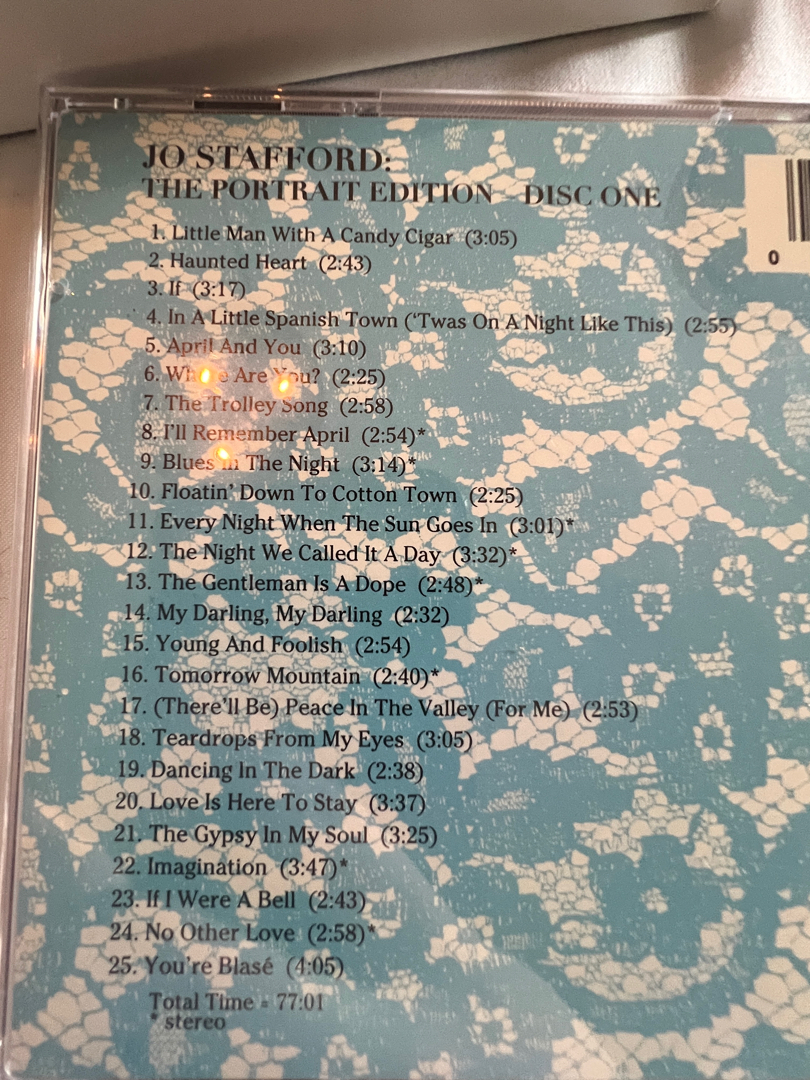 JO STAFFORD:
THE PORTRAIT EDITION DISC ONE
0
1. Little Man With A Candy Cigar (3:05)
2. Haunted Heart (2:43)
3. If (3:17)
4. In A Little Spanish Town ('Twas On A Night Like This) (2:55)
5. April And You (3:10)
6. Where Are You? (2:25)
7. The Trolley Song (2:58)
8. I'll Remember April (2:54)*
9. Blues In The Night (3:14)*
10. Floatin' Down To Cotton Town (2:25)
11. Every Night When The Sun Goes In (3:01)*
12. The Night We Called It A Day (3:32)*
13. The Gentleman Is A Dope (2:48)*
14. My Darling, My Darling (2:32)
15. Young And Foolish (2:54)
16. Tomorrow Mountain (2:40)*
17. (There'll Be) Peace In The Valley (For Me) (2:53)
18. Teardrops From My Eyes (3:05)
19. Dancing In The Dark (2:38)
20. Love Is Here To Stay (3:37)
21. The Gypsy In My Soul (3:25)
22. Imagination (3:47)*
23. If I Were A Bell (2:43)
24. No Other Love (2:58)*
25. You're Blasé (4:05)
Total Time = 77:01
* stereo